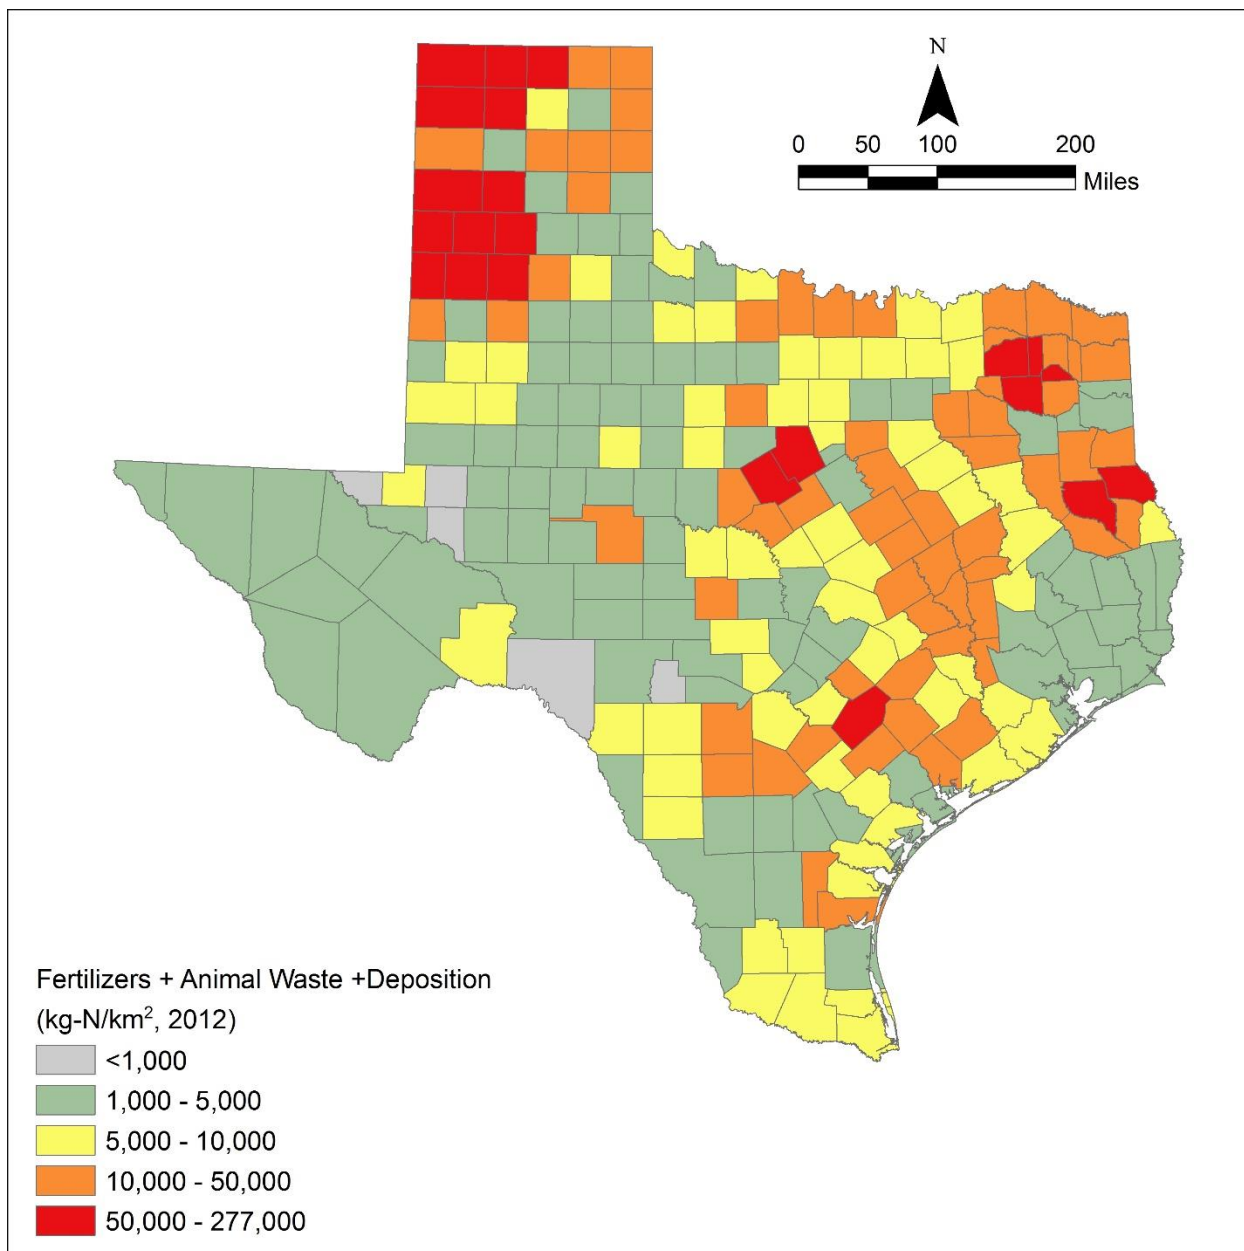 N
0 50 100 200
Miles
Fertilizers + Animal Waste +Deposition
(kg-N/km², 2012)
<1,000
1,000 - 5,000
5,000 - 10,000
10,000 - 50,000
50,000 - 277,000